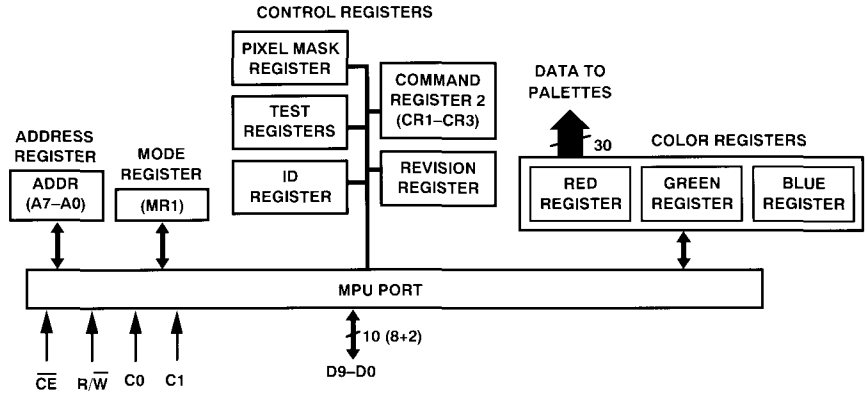 CONTROL REGISTERS
PIXEL MASK
REGISTER
TEST
REGISTERS
ID
REGISTER
COMMAND
REGISTER 2
(CR1–CR3)
REVISION
REGISTER
ADDRESS
REGISTER
ADDR
(A7–A0)
MODE
REGISTER
(MR1)
DATA TO
PALETTES
30
COLOR REGISTERS
RED
REGISTER
GREEN
REGISTER
BLUE
REGISTER
MPU PORT
CE
R/W
C0
C1
10 (8+2)
D9–D0